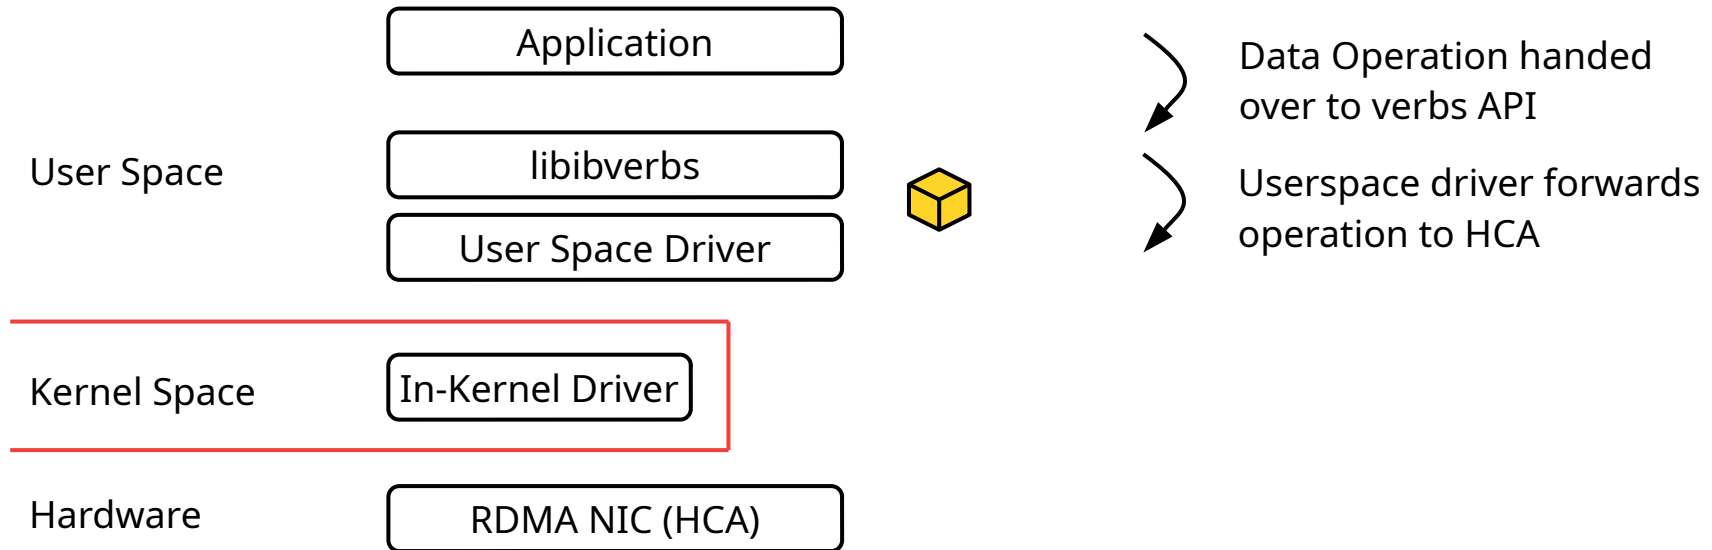 Application
Data Operation handed
over to verbs API
User Space
libibverbs
User Space Driver
Userspace driver forwards
operation to HCA
Kernel Space
In-Kernel Driver
Hardware
RDMA NIC (HCA)